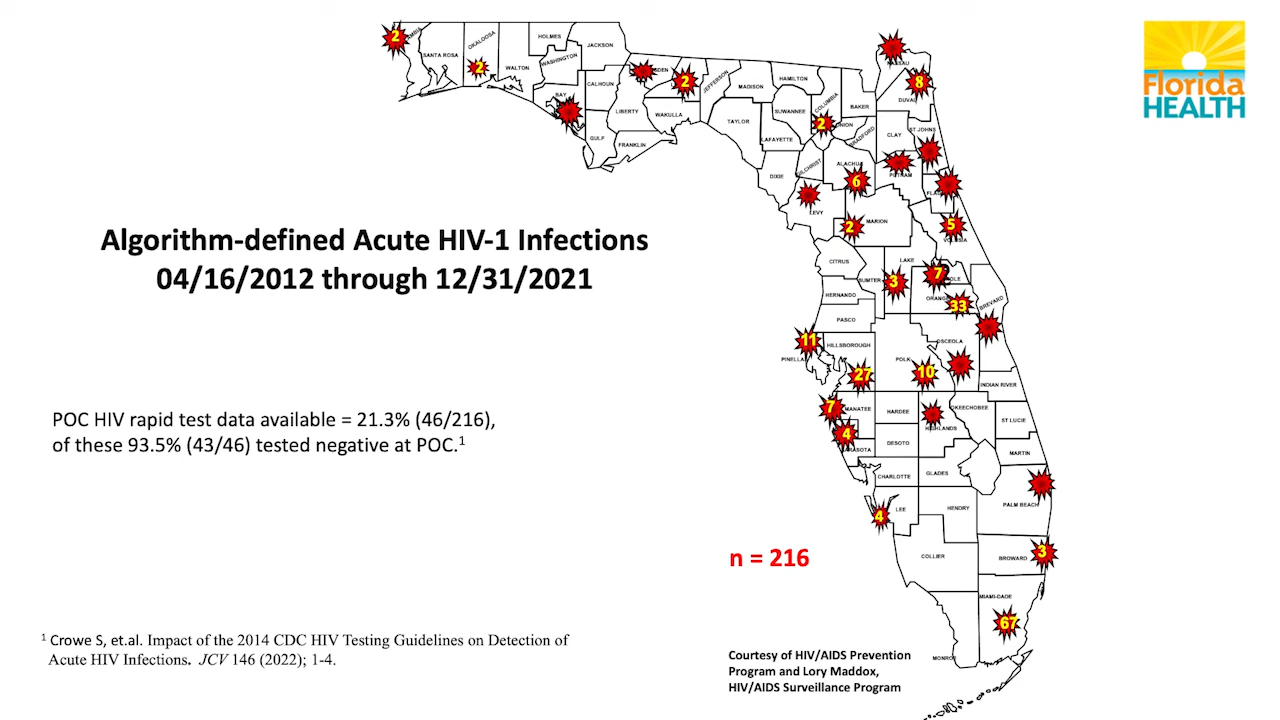 Florida
HEALTH
Algorithm-defined Acute HIV-1 Infections
04/16/2012 through 12/31/2021
POC HIV rapid test data available = 21.3% (46/216),
of these 93.5% (43/46) tested negative at POC.¹
n = 216
¹ Crowe S, et.al. Impact of the 2014 CDC HIV Testing Guidelines on Detection of
Acute HIV Infections. JCV 146 (2022); 1-4.
Courtesy of HIV/AIDS Prevention
Program and Lory Maddox,
HIV/AIDS Surveillance Program
2
SANTA ROSA
OKALOOSA
2
WALTON
HOLMES
WASHINGTON
JACKSON
BAY
CALHOUN
GULF
LIBERTY
FRANKLIN
2
WAKULLA
JEFFERSON
MADISON
TAYLOR
HAMILTON
SUWANNEE
LAFAYETTE
DIXIE
COLUMBIA
2
BAKER
BRADFORD
NASSAU
8
DUVAL
CLAY
ST JOHNS
GILCHRIST
ALACHUA
6
PUTNAM
LEVY
2
MARION
5
VOLUSIA
CITRUS
SUMTER
LAKE
3
7
ORANGE
33
BREVARD
HERNANDO
PASCO
11
PINELLAS
HILLSBOROUGH
27
POLK
10
OSCEOLA
INDIAN RIVER
7
MANATEE
HARDEE
HIGHLANDS
OKEECHOBEE
ST LUCIE
4
DESOTO
MARTIN
CHARLOTTE
GLADES
4
LEE
HENDRY
PALM BEACH
COLLIER
BROWARD
3
MIAMI-DADE
67
MONROE